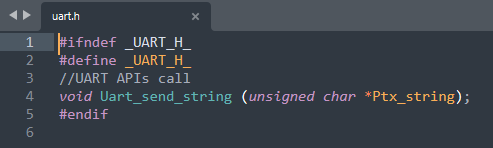 uart.h
1 #ifndef _UART_H_
2 #define _UART_H_
3 //UART APIs call
4 void Uart_send_string (unsigned char *Ptx_string);
5 #endif
6